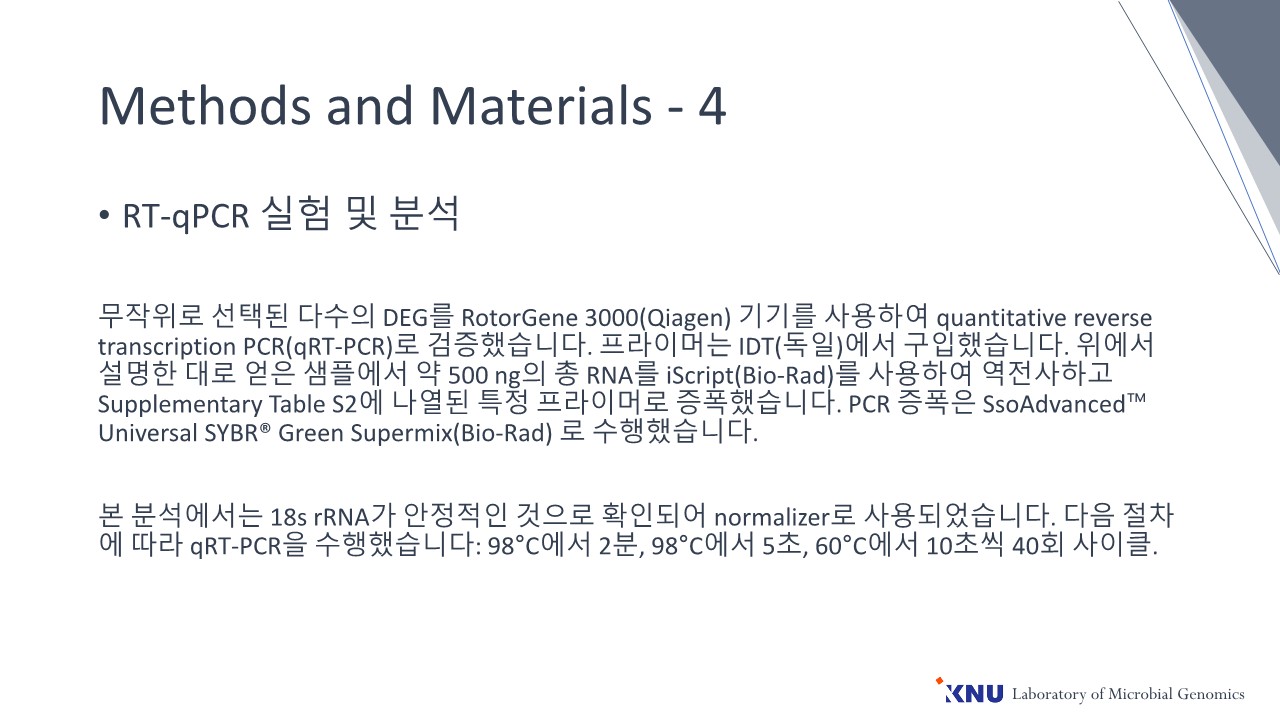 Methods and Materials - 4
• RT-qPCR 실험 및 분석
무작위로 선택된 다수의 DEG를 RotorGene 3000(Qiagen) 기기를 사용하여 quantitative reverse
transcription PCR(qRT-PCR)로 검증했습니다. 프라이머는 IDT(독일)에서 구입했습니다. 위에서
설명한 대로 얻은 샘플에서 약 500 ng의 총 RNA를 iScript(Bio-Rad)를 사용하여 역전사하고
Supplementary Table S2에 나열된 특정 프라이머로 증폭했습니다. PCR 증폭은 SsoAdvanced™
Universal SYBR® Green Supermix(Bio-Rad) 로 수행했습니다.
본 분석에서는 18s rRNA가 안정적인 것으로 확인되어 normalizer로 사용되었습니다. 다음 절차
에 따라 qRT-PCR을 수행했습니다: 98°C에서 2분, 98°C에서 5초, 60°C에서 10초씩 40회 사이클.
KNU Laboratory of Microbial Genomics